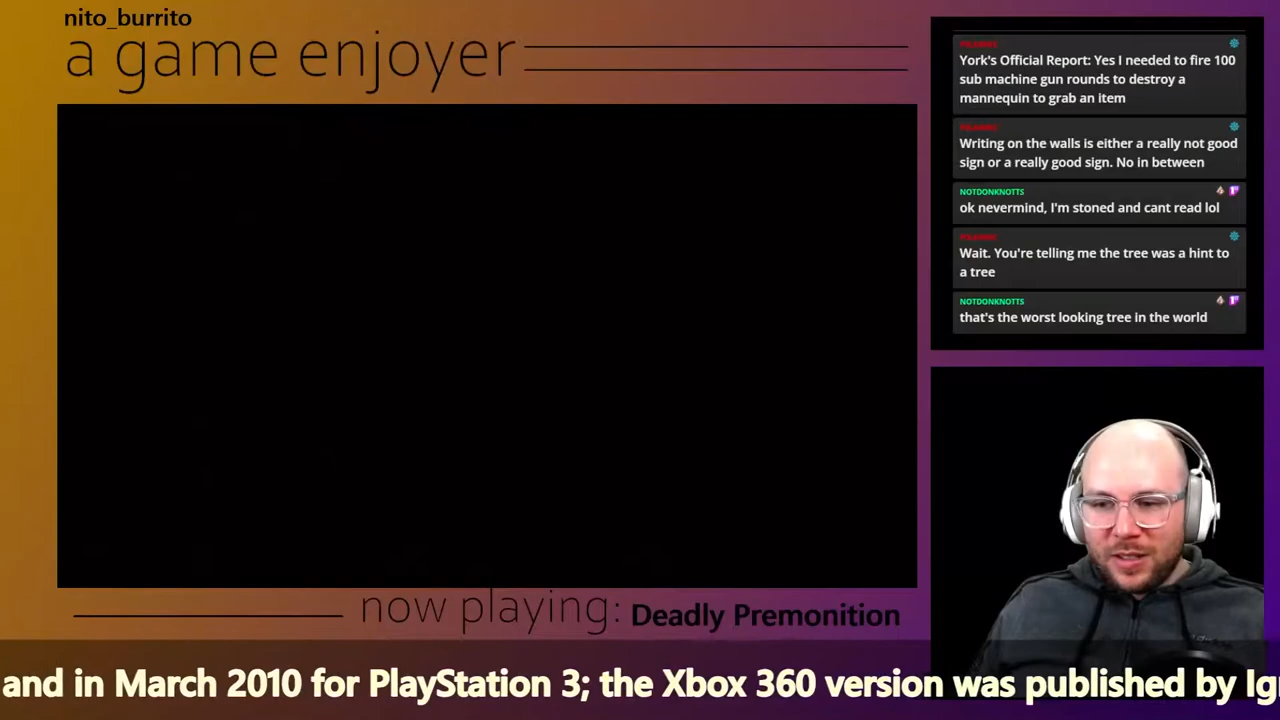 nito_burrito
a game enjoyer
York's Official Report: Yes I needed to fire 100
sub machine gun rounds to destroy a
mannequin to grab an item
Writing on the walls is either a really not good
sign or a really good sign. No in between
NOTDONKNOTTS
ok nevermind, I'm stoned and cant read lol
Wait. You're telling me the tree was a hint to
a tree
NOTDONKNOTTS
that's the worst looking tree in the world
now playing: Deadly Premonition
and in March 2010 for PlayStation 3; the Xbox 360 version was published by